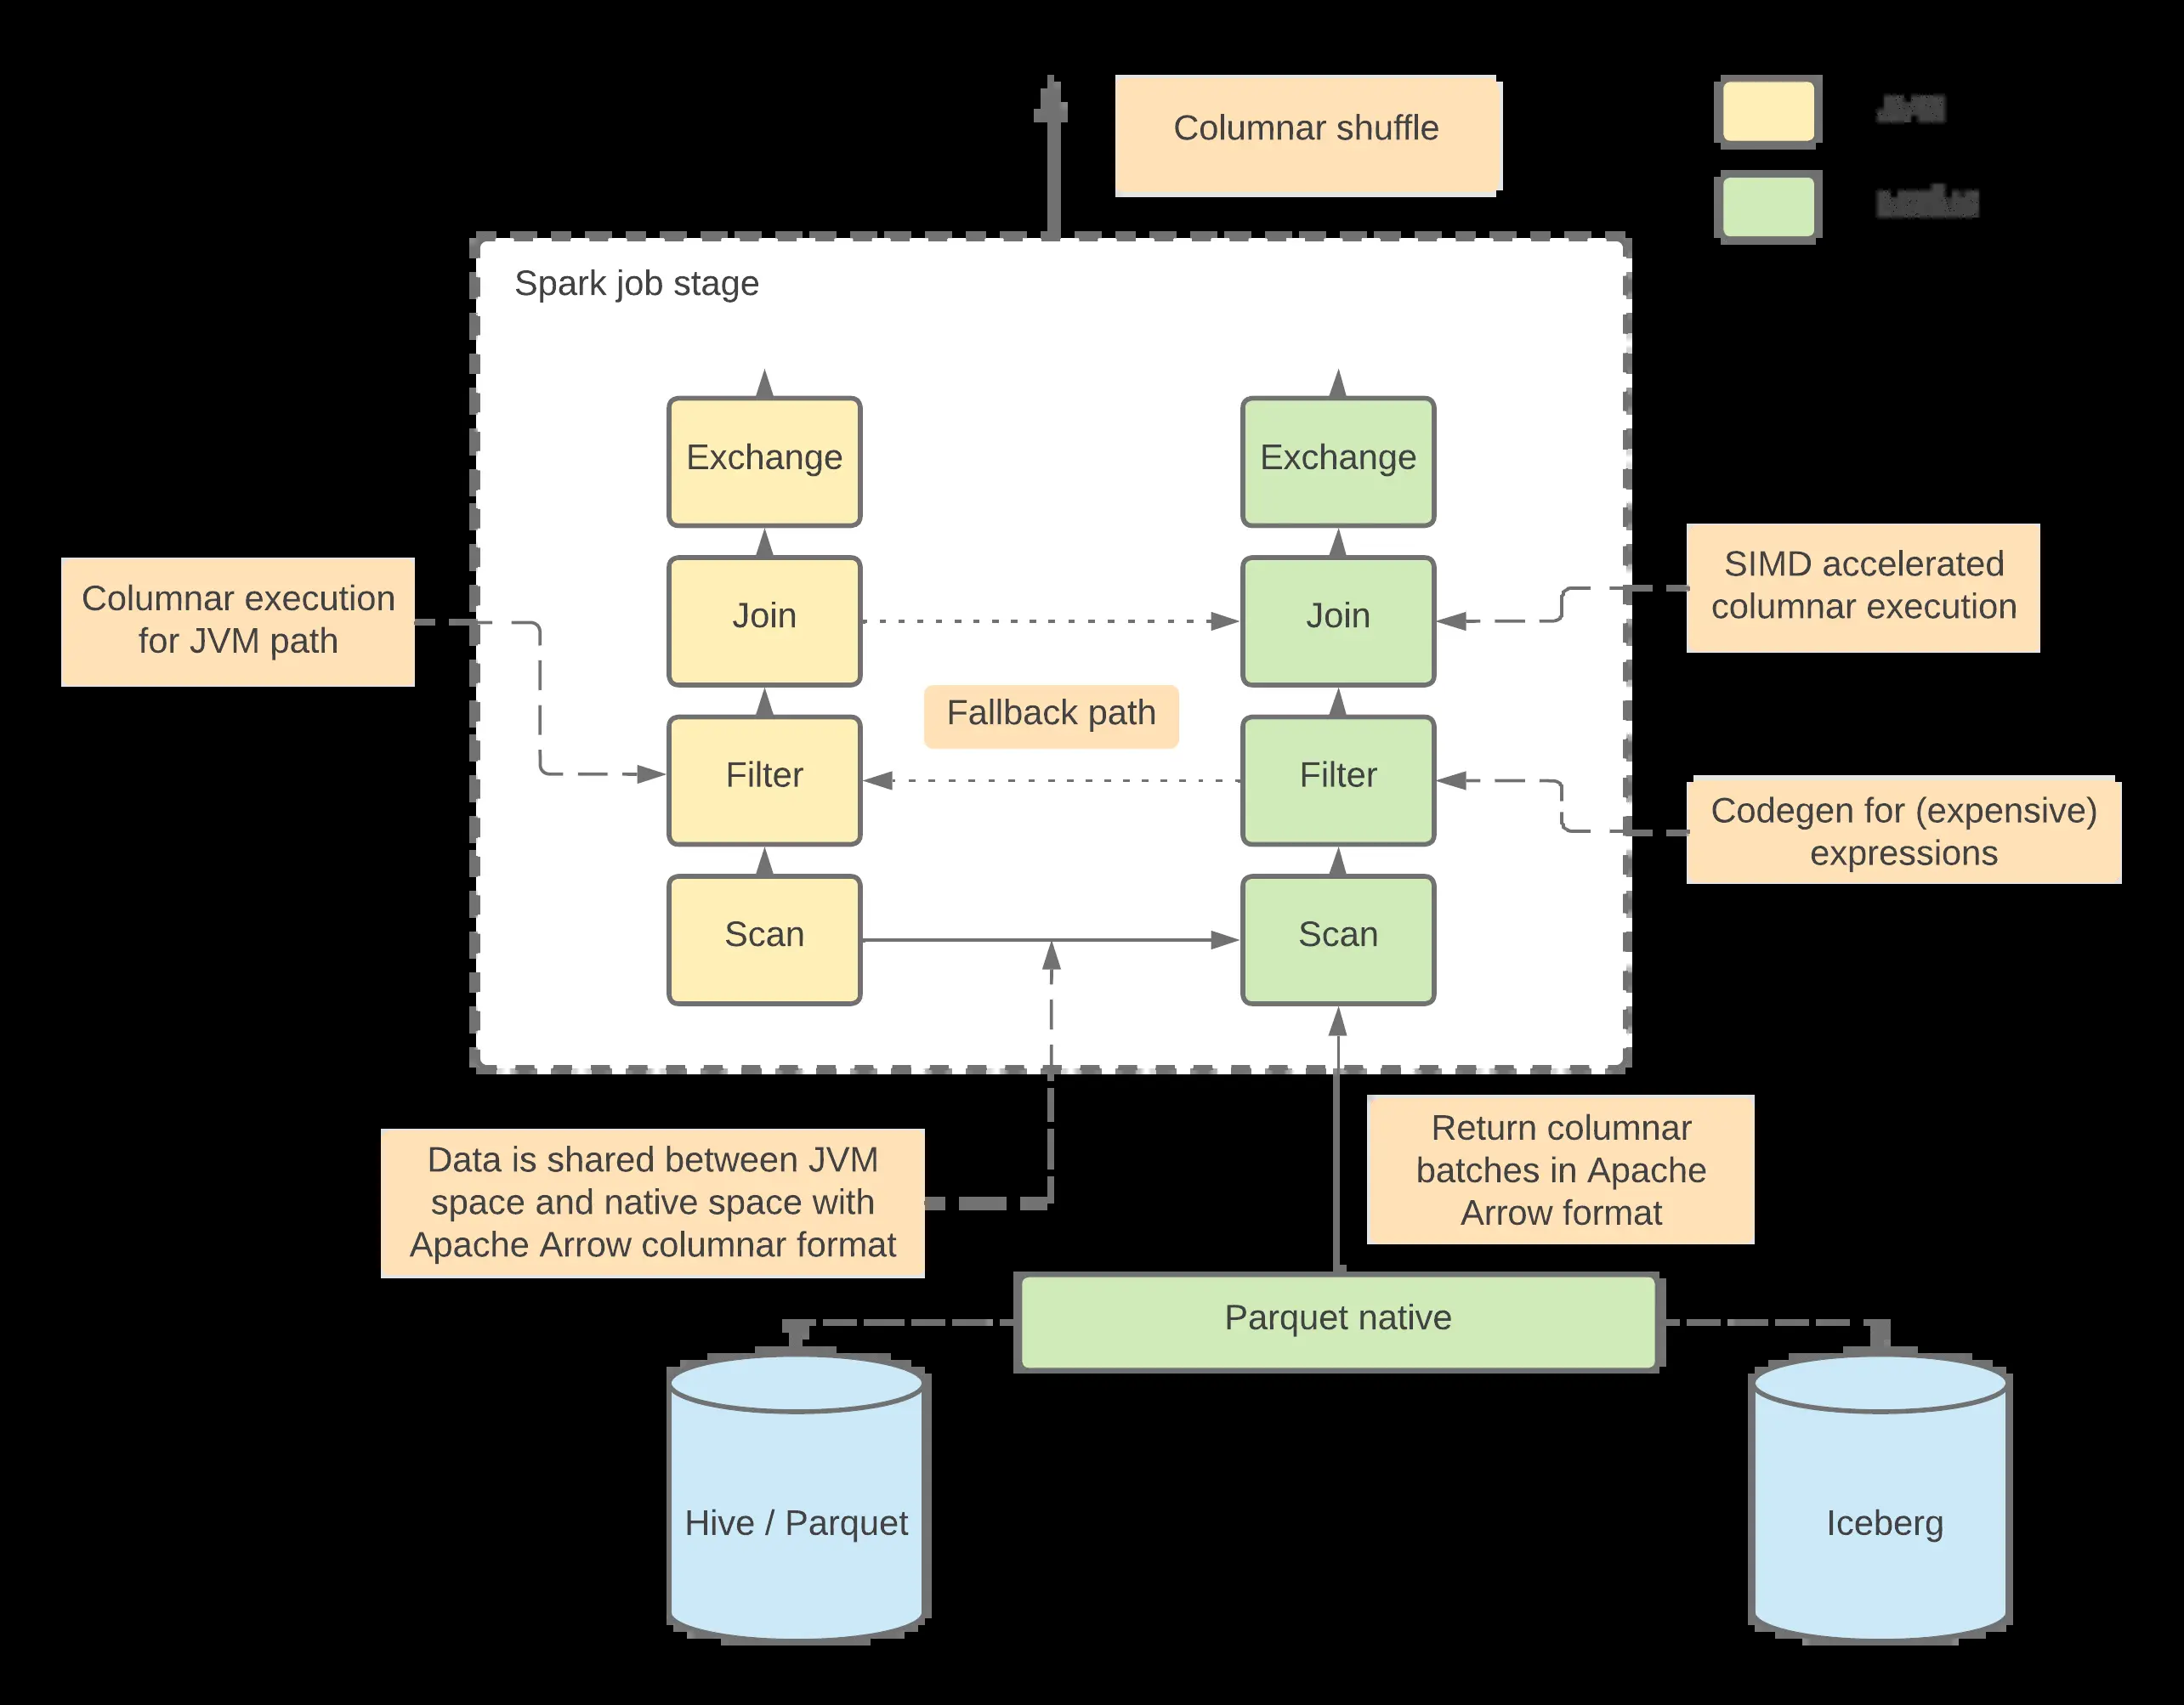 Columnar shuffle
Spark job stage
Exchange
Exchange
Columnar execution
for JVM path
Join
Join
SIMD accelerated
columnar execution
Fallback path
Filter
Filter
Codegen for (expensive)
expressions
Scan
Scan
Data is shared between JVM
space and native space with
Apache Arrow columnar format
Return columnar
batches in Apache
Arrow format
Parquet native
Hive / Parquet
Iceberg